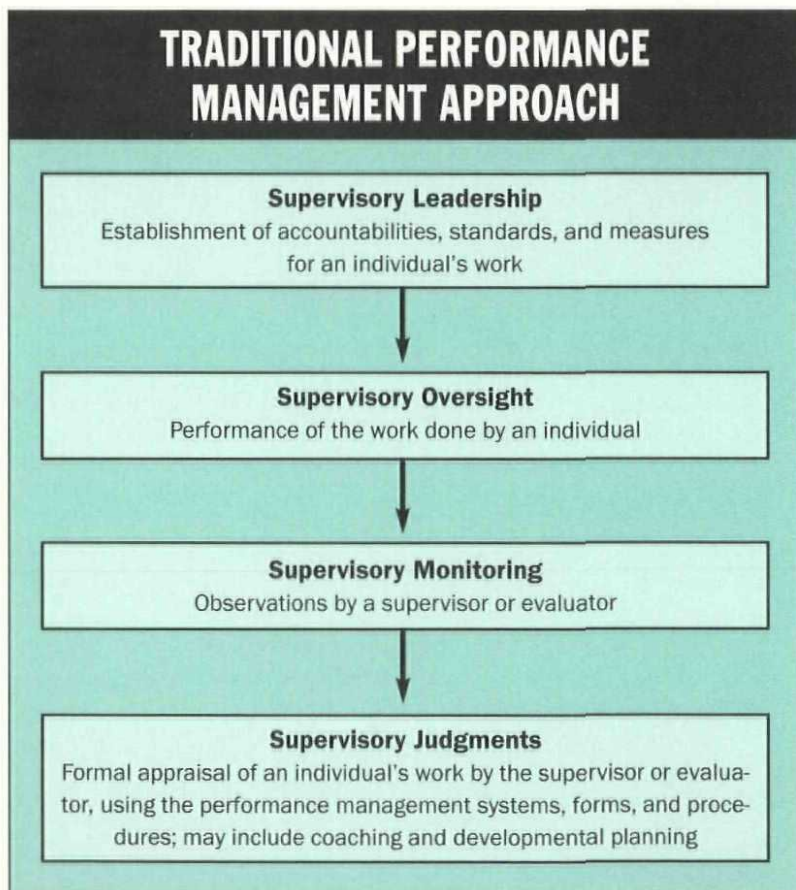 TRADITIONAL PERFORMANCE
MANAGEMENT APPROACH
Supervisory Leadership
Establishment of accountabilities, standards, and measures
for an individual's work
Supervisory Oversight
Performance of the work done by an individual
Supervisory Monitoring
Observations by a supervisor or evaluator
Supervisory Judgments
Formal appraisal of an individual's work by the supervisor or evalua-
tor, using the performance management systems, forms, and proce-
dures; may include coaching and developmental planning